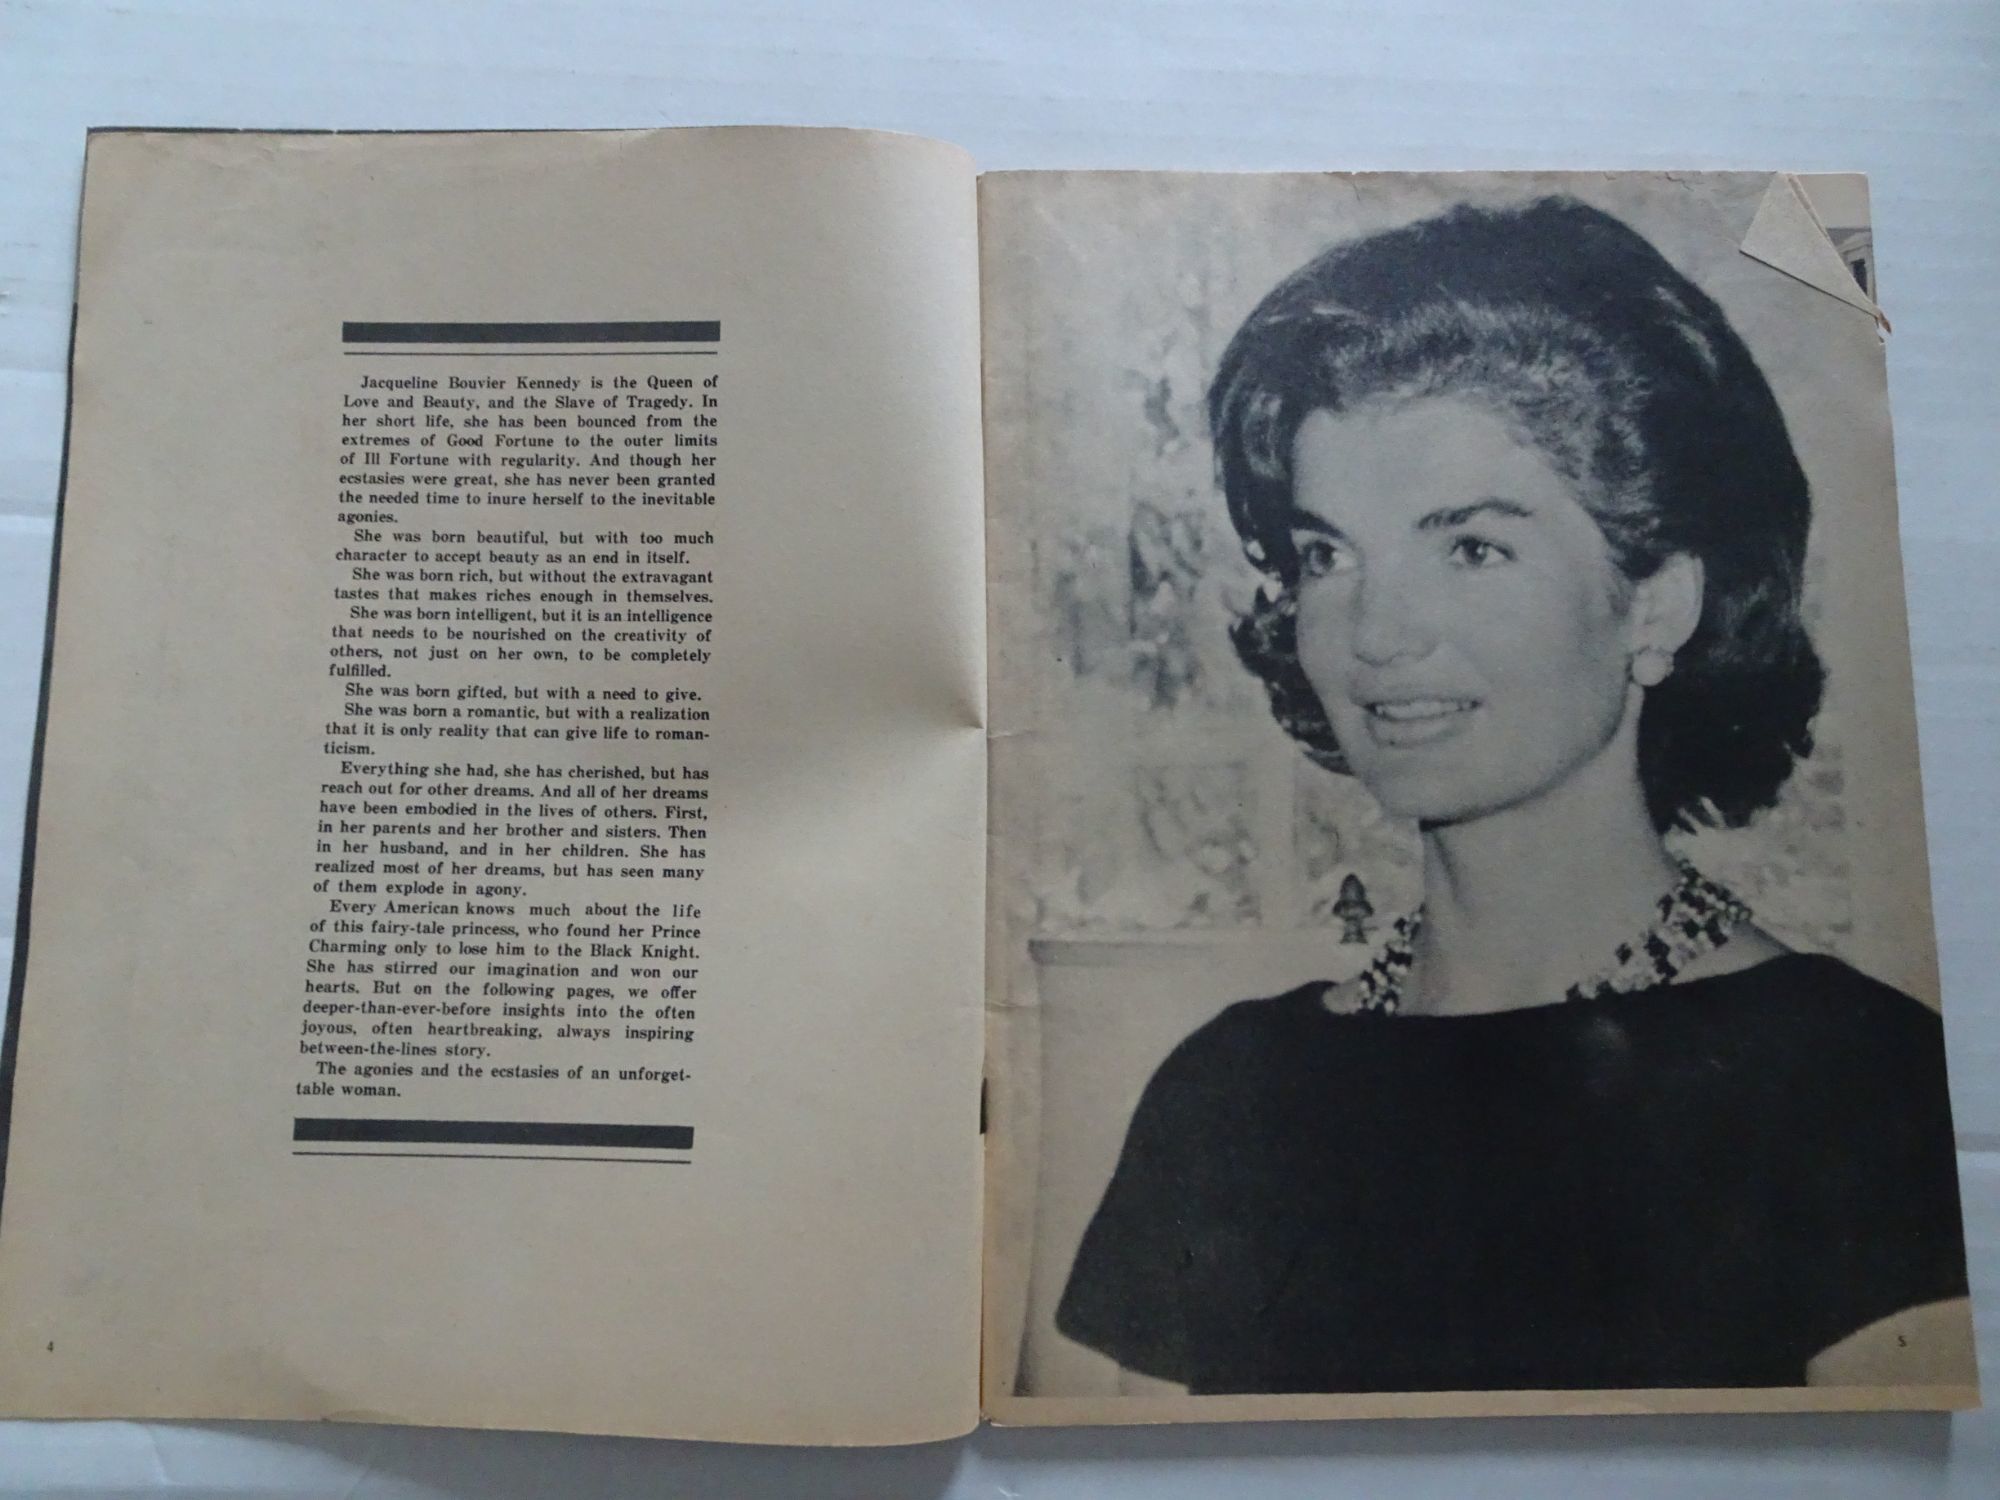 Jacqueline Bouvier Kennedy is the Queen of
Love and Beauty, and the Slave of Tragedy. In
her short life, she has been bounced from the
extremes of Good Fortune to the outer limits
of Ill Fortune with regularity. And though her
ecstasies were great, she has never been granted
the needed time to inure herself to the inevitable
agonies.
She was born beautiful, but with too much
character to accept beauty as an end in itself.
She was born rich, but without the extravagant
tastes that makes riches enough in themselves.
She was born intelligent, but it is an intelligence
that needs to be nourished on the creativity of
others, not just on her own, to be completely
fulfilled.
She was born gifted, but with a need to give.
She was born a romantic, but with a realization
that it is only reality that can give life to roman-
ticism.
Everything she had, she has cherished, but has
reach out for other dreams. And all of her dreams
have been embodied in the lives of others. First,
in her parents and her brother and sisters. Then
in her husband, and in her children. She has
realized most of her dreams, but has seen many
of them explode in agony.
Every American knows much about the life
of this fairy-tale princess, who found her Prince
Charming only to lose him to the Black Knight.
She has stirred our imagination and won our
hearts. But on the following pages, we offer
deeper-than-ever-before insights into the often
joyous, often heartbreaking, always inspiring
between-the-lines story.
The agonies and the ecstasies of an unforget-
table woman.
4
5